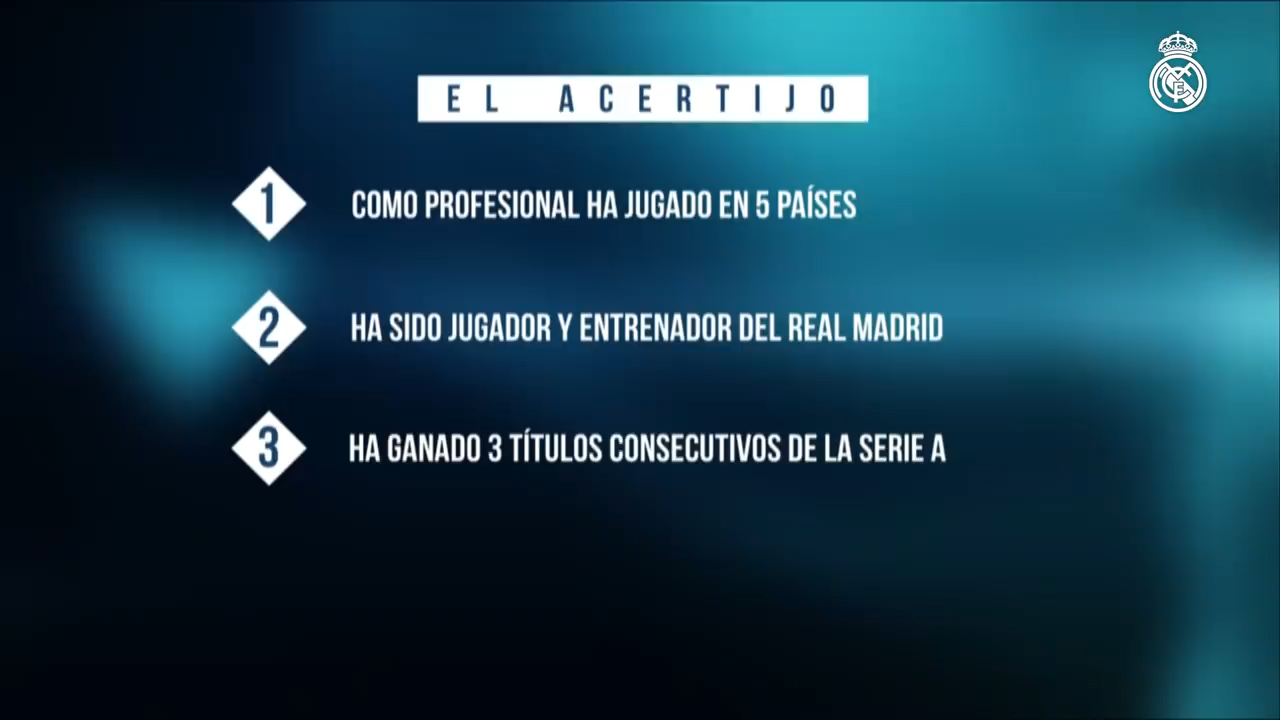 EL ACERTIJO
1 COMO PROFESIONAL HA JUGADO EN 5 PAÍSES
2 HA SIDO JUGADOR Y ENTRENADOR DEL REAL MADRID
3 HA GANADO 3 TÍTULOS CONSECUTIVOS DE LA SERIE A